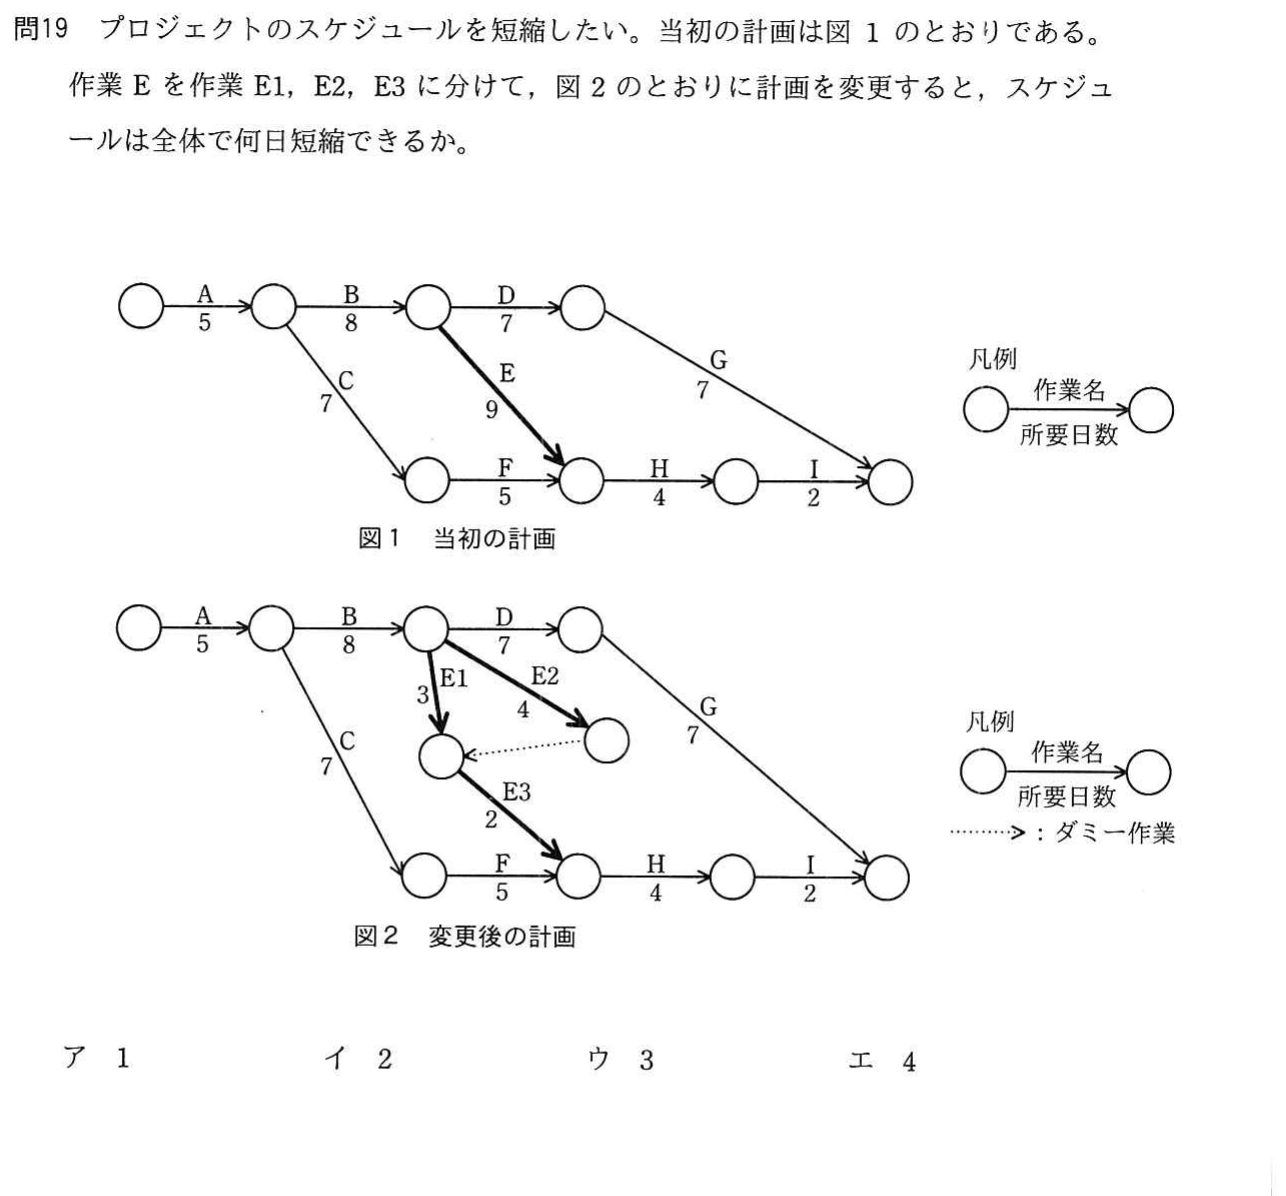 問19 プロジェクトのスケジュールを短縮したい。当初の計画は図 1 のとおりである。
作業 E を作業 E1，E2，E3 に分けて，図 2 のとおりに計画を変更すると，スケジュ
ールは全体で何日短縮できるか。
A
5
B
8
D
7
C
7
E
9
G
7
F
5
H
4
I
2
凡例
作業名
所要日数
図1 当初の計画
A
5
B
8
D
7
E1
3
E2
4
C
7
G
7
E3
2
F
5
H
4
I
2
凡例
作業名
所要日数
：ダミー作業
図2 変更後の計画
ア 1 イ 2 ウ 3 エ 4